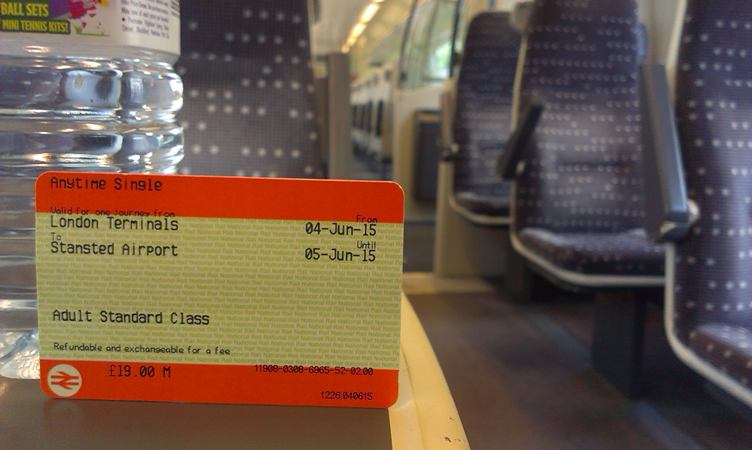 BALL SETS
MINI TENNIS KITS!
Anytime Single
Valid for one journey from
From
London Terminals
04-Jun-15
To
Until
Stansted Airport
05-Jun-15
Adult Standard Class
Refundable and exchangeable for a fee
£19.00 M
11908-0308-6965-52-02.00
1226:040615